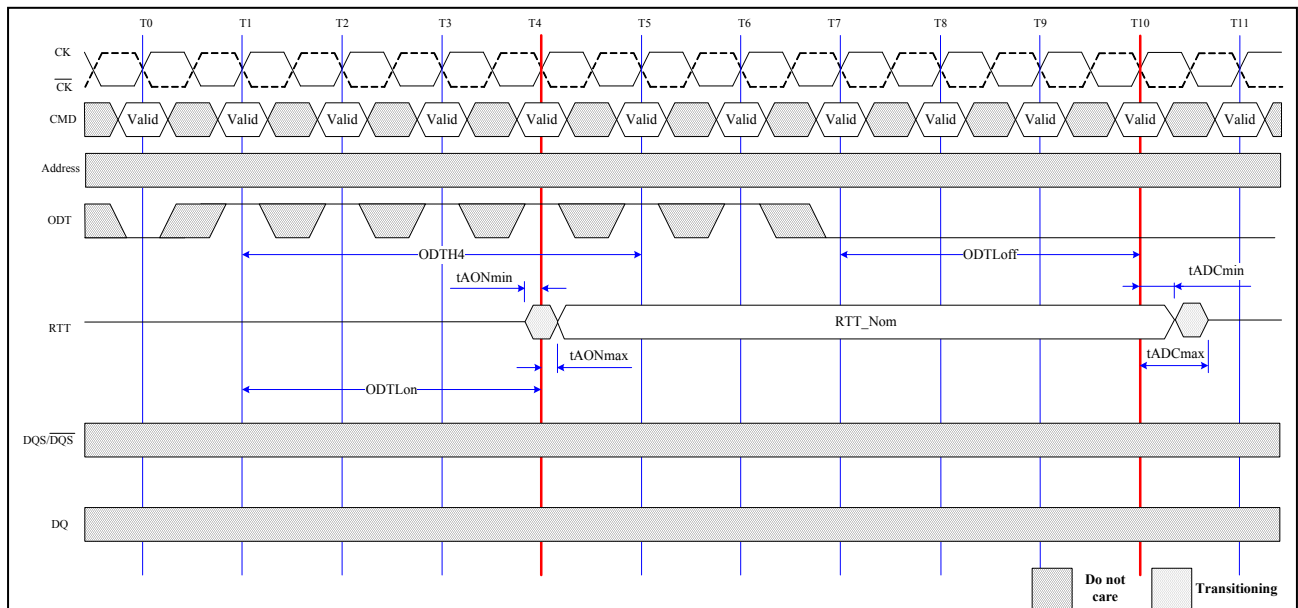 T0 T1 T2 T3 T4 T5 T6 T7 T8 T9 T10 T11
CK
CK
CMD Valid Valid Valid Valid Valid Valid Valid Valid Valid Valid Valid Valid
Address
ODT
ODTH4 ODTLoff
tAONmin tADCmin
RTT RTT_Nom
tAONmax tADCmax
ODTLon
DQS/DQS
DQ
Do not care Transitioning